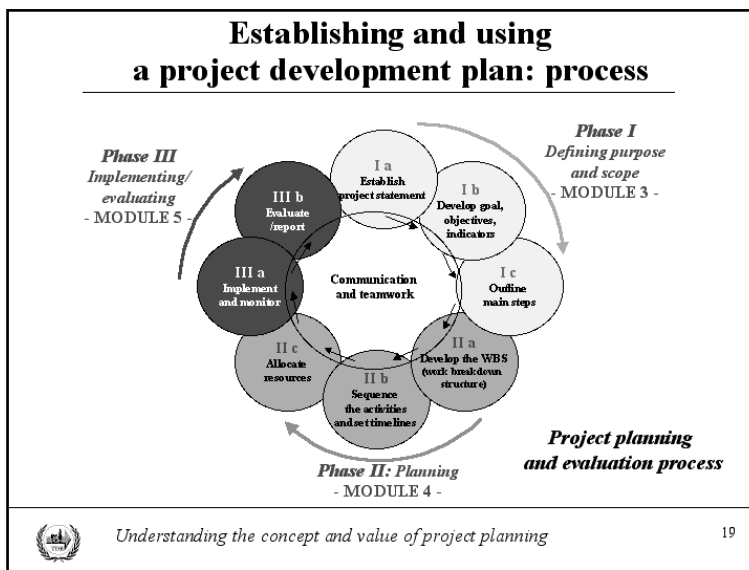 Establishing and using
a project development plan: process
Phase III
Implementing/
evaluating
- MODULE 5 -
Phase I
Defining purpose
and scope
- MODULE 3 -
I a
Establish
project statement
I b
Develop goal,
objectives,
indicators
I c
Outline
main steps
II a
Develop the WBS
(work breakdown
structure)
II b
Sequence
the activities
and set timelines
II c
Allocate
resources
III a
Implement
and monitor
III b
Evaluate
/report
Communication
and teamwork
Phase II: Planning
- MODULE 4 -
Project planning
and evaluation process
Understanding the concept and value of project planning
19